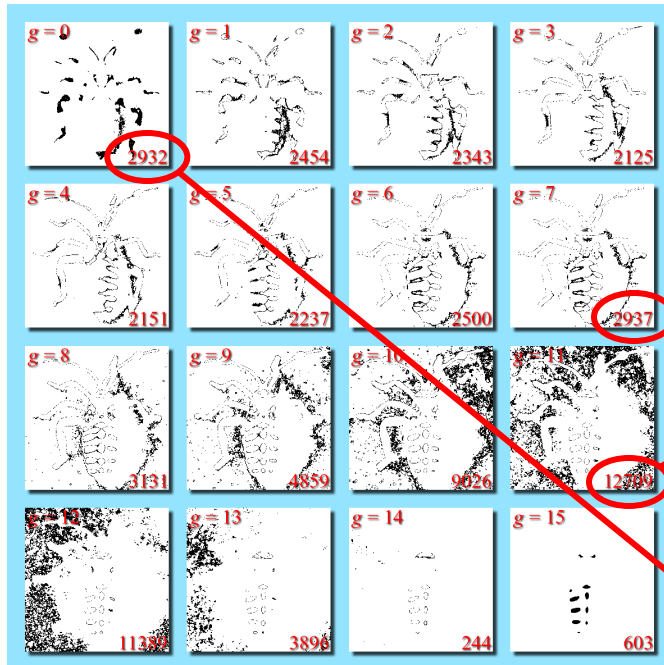 g = 0
g = 1
g = 2
g = 3
2932
2454
2343
2125
g = 4
g = 5
g = 6
g = 7
2151
2237
2500
2937
g = 8
g = 9
g = 10
g = 11
3131
4859
9026
12709
g = 12
g = 13
g = 14
g = 15
11389
3896
244
603